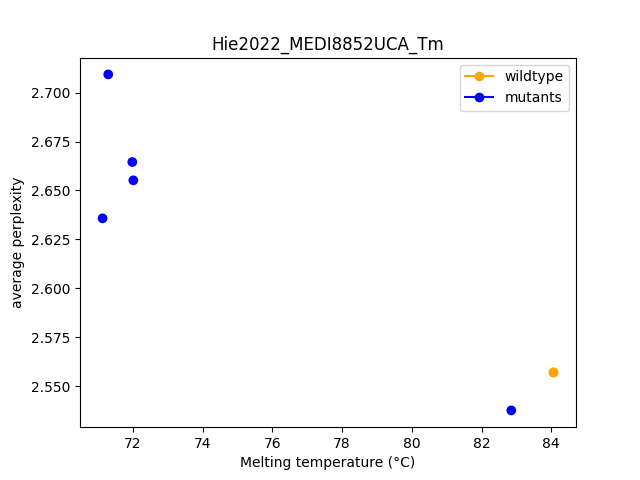 Hie2022_MEDI8852UCA_Tm
wildtype
mutants
average perplexity
2.700
2.675
2.650
2.625
2.600
2.575
2.550
72 74 76 78 80 82 84
Melting temperature (°C)